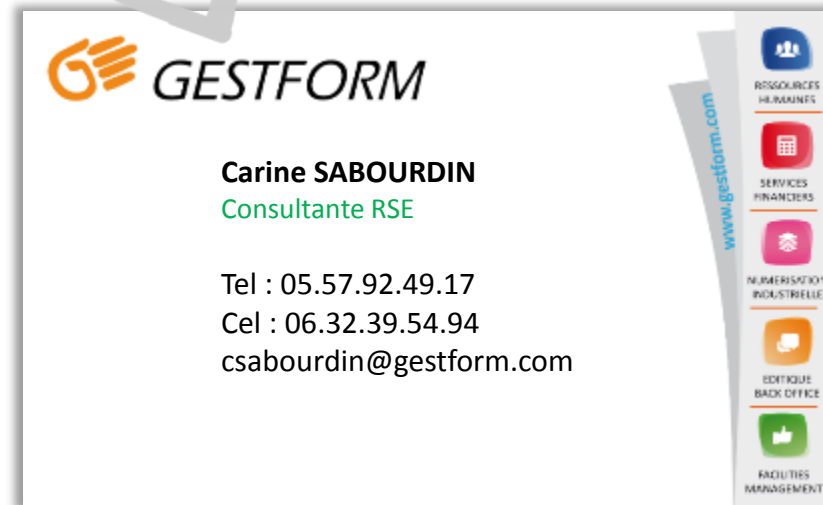 GESTFORM
Carine SABOURDIN
Consultante RSE
Tel : 05.57.92.49.17
Cel : 06.32.39.54.94
csabourdin@gestform.com
www.gestform.com
RESSOURCES
HUMAINES
SERVICES
FINANCIERS
NUMERISATION
INDUSTRIELLE
EDITIQUE
BACK OFFICE
FACILITIES
MANAGEMENT